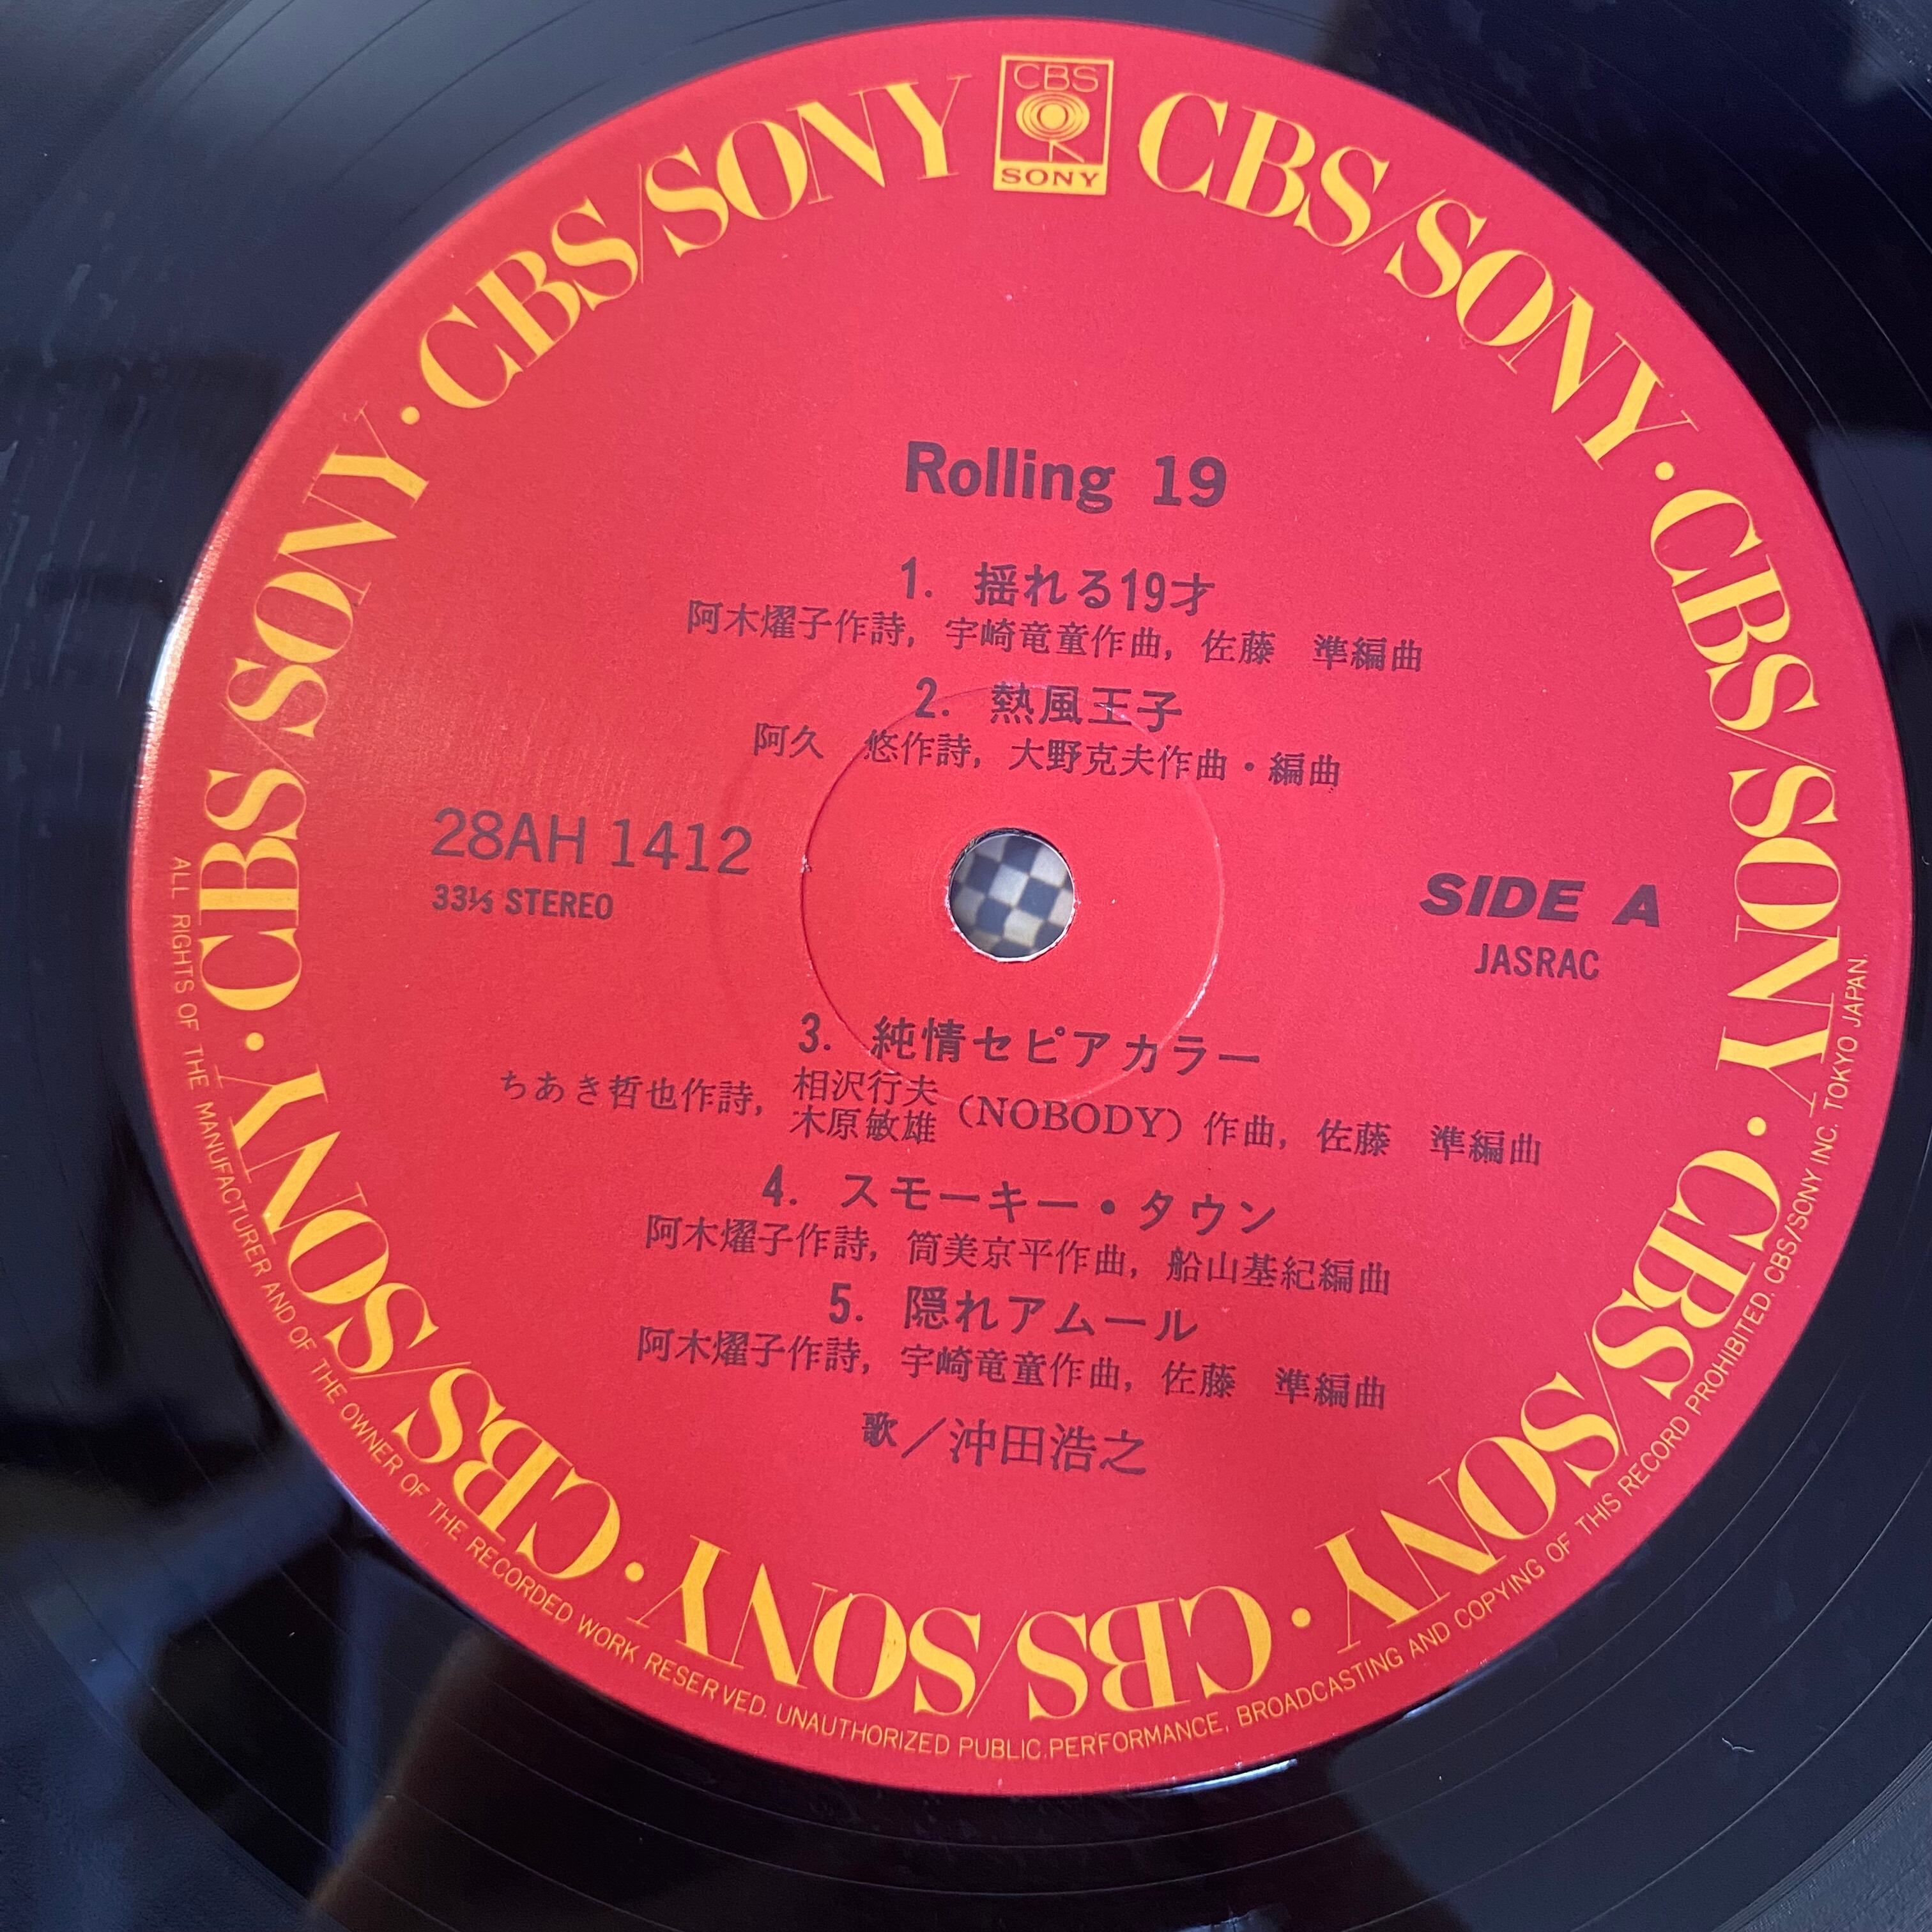 CBS
SONY
CBS/SONY · CBS/SONY · CBS/SONY · CBS/SONY · CBS/SONY · CBS/SONY · CBS/SONY · CBS/SONY
Rolling 19
1. 揺れる19才
阿木燿子作詩, 宇崎竜童作曲, 佐藤　準編曲
2. 熱風王子
阿久　悠作詩, 大野克夫作曲・編曲
28AH 1412
33⅓ STEREO
SIDE A
JASRAC
3. 純情セピアカラー
ちあき哲也作詩, 相沢行夫 木原敏雄 (NOBODY) 作曲, 佐藤　準編曲
4. スモーキー・タウン
阿木燿子作詩, 筒美京平作曲, 船山基紀編曲
5. 隠れアムール
阿木燿子作詩, 宇崎竜童作曲, 佐藤　準編曲
歌／沖田浩之
ALL RIGHTS OF THE MANUFACTURER AND OF THE OWNER OF THE RECORDED WORK RESERVED. UNAUTHORIZED PUBLIC PERFORMANCE, BROADCASTING AND COPYING OF THIS RECORD PROHIBITED. CBS/SONY INC. TOKYO JAPAN.